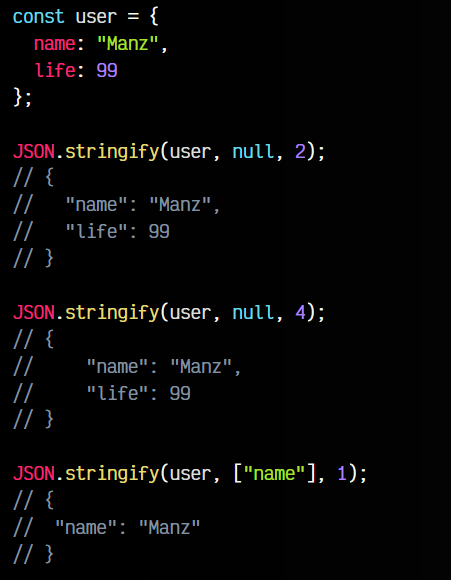 const user = {
  name: "Manz",
  life: 99
};

JSON.stringify(user, null, 2);
// {
//   "name": "Manz",
//   "life": 99
// }

JSON.stringify(user, null, 4);
// {
//     "name": "Manz",
//     "life": 99
// }

JSON.stringify(user, ["name"], 1);
// {
//  "name": "Manz"
// }